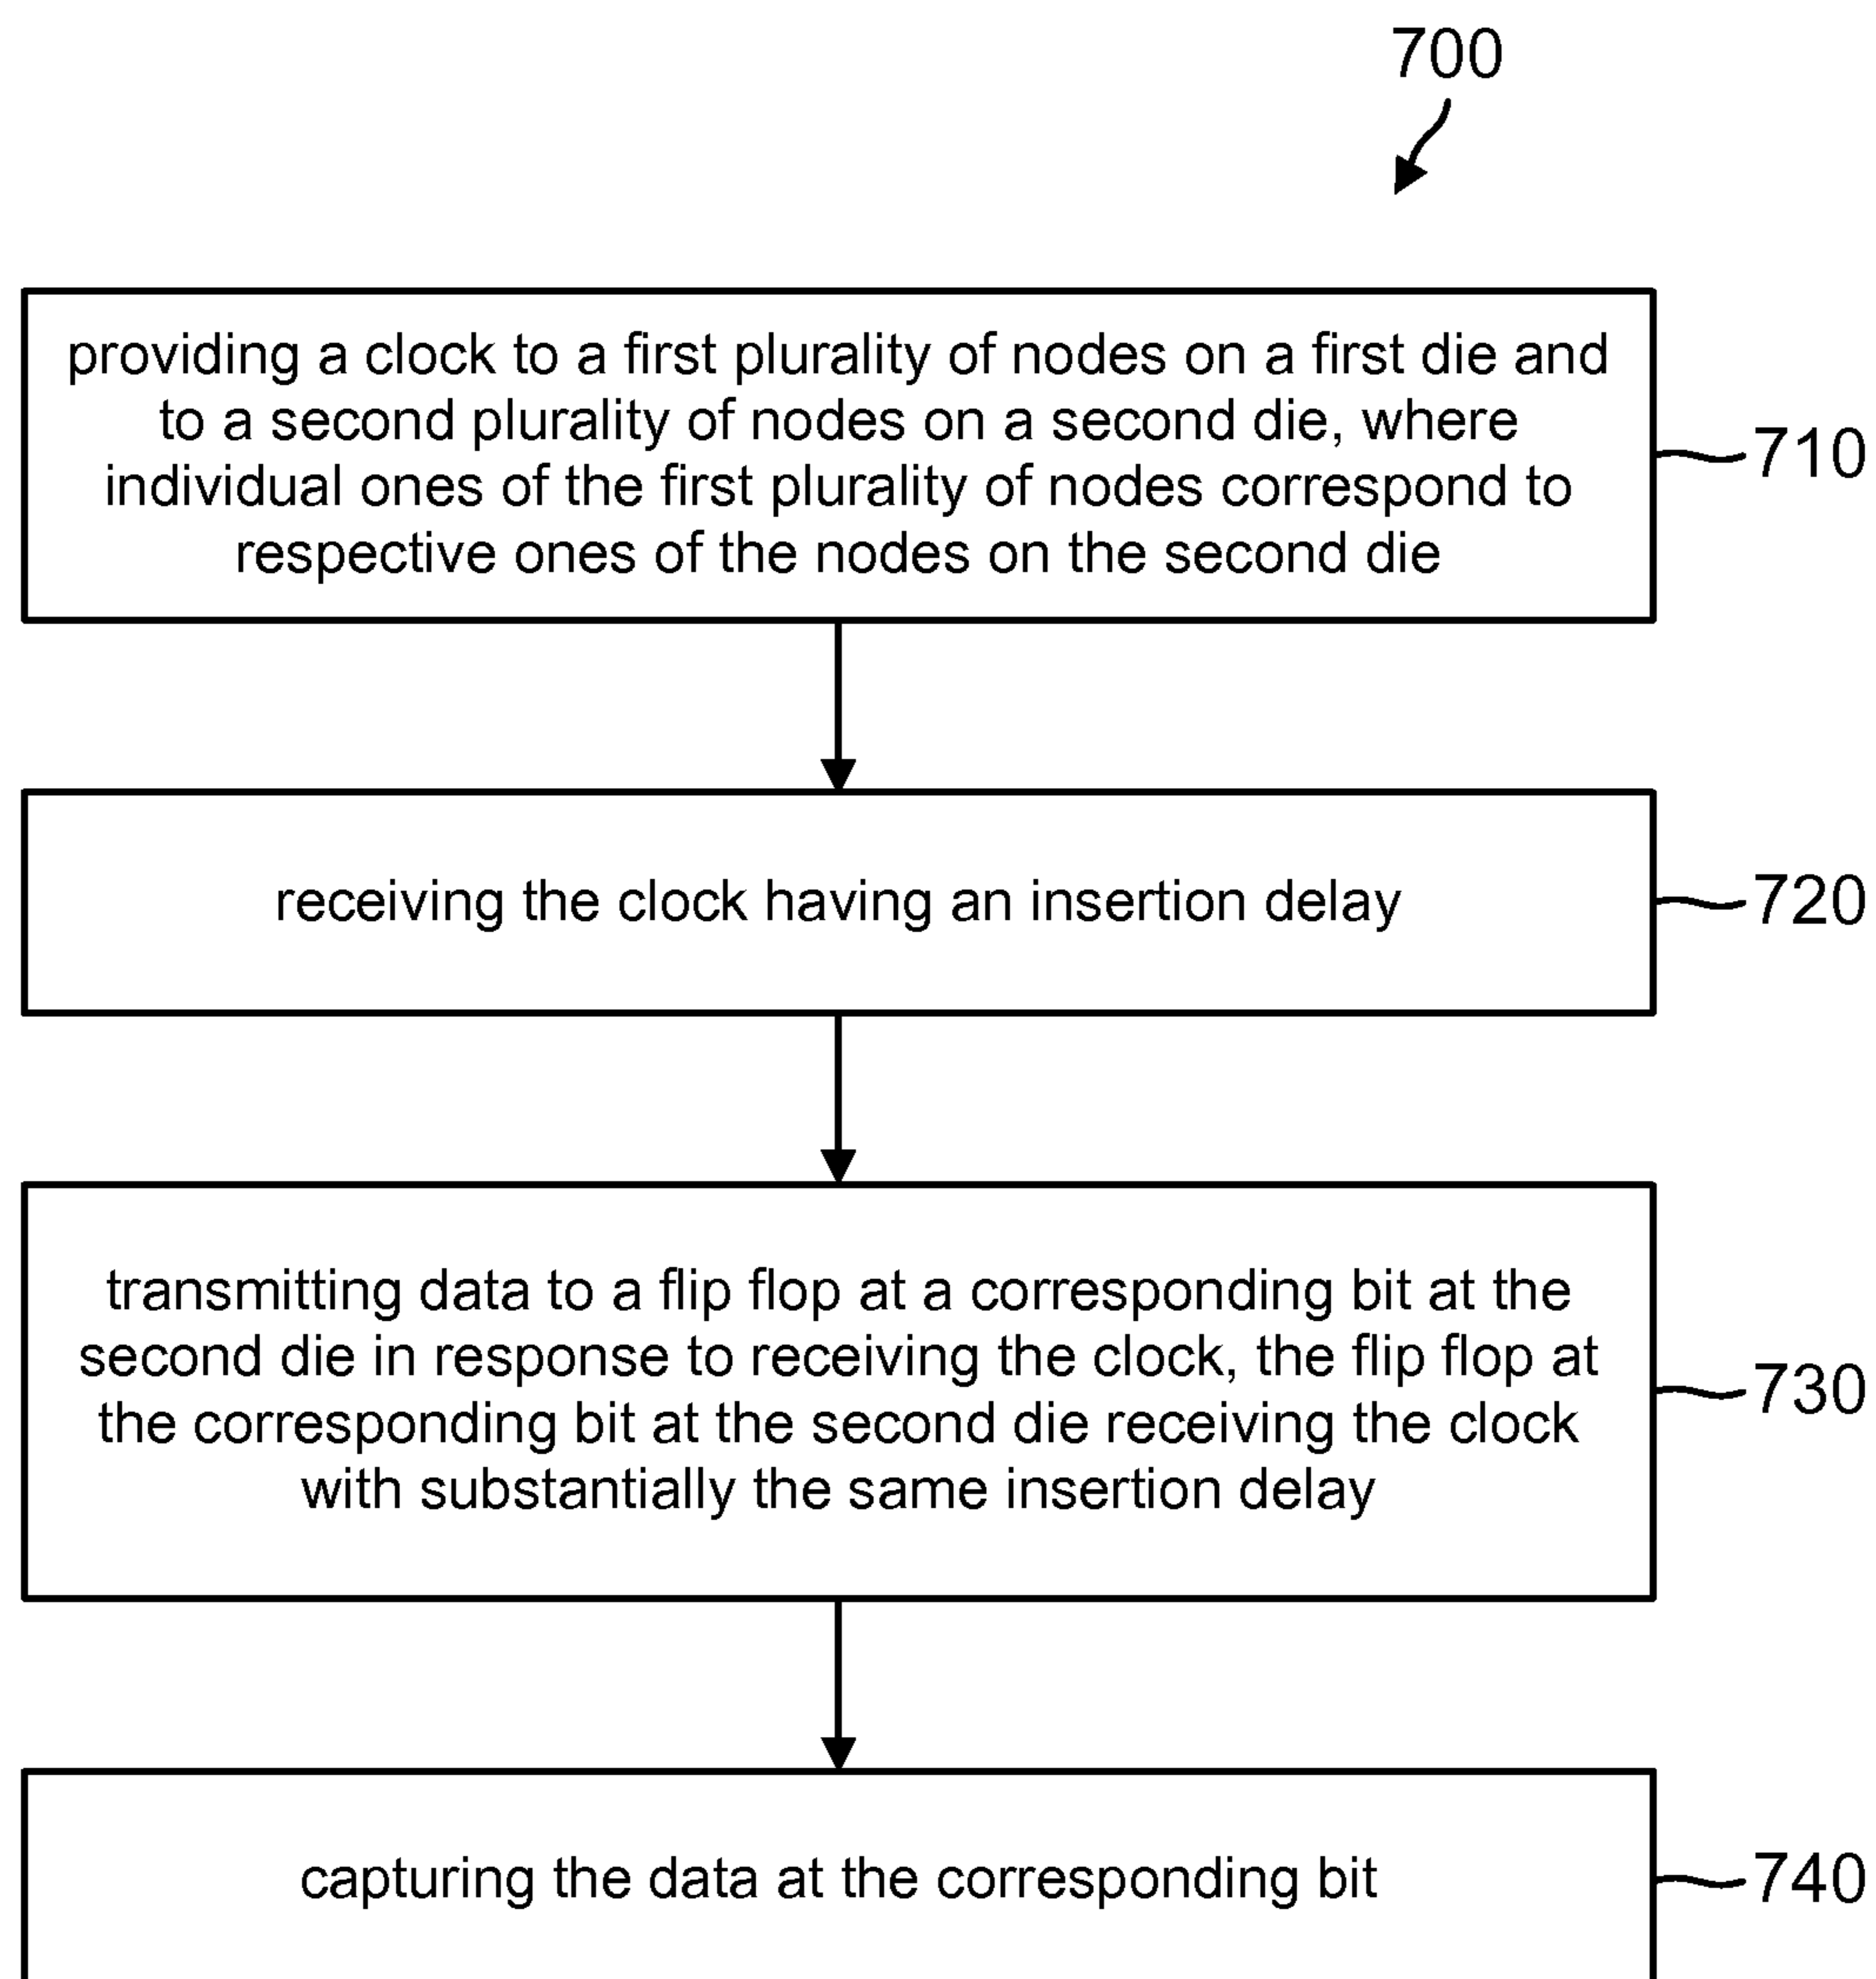 700
providing a clock to a first plurality of nodes on a first die and
to a second plurality of nodes on a second die, where
individual ones of the first plurality of nodes correspond to
respective ones of the nodes on the second die
710
receiving the clock having an insertion delay
720
transmitting data to a flip flop at a corresponding bit at the
second die in response to receiving the clock, the flip flop at
the corresponding bit at the second die receiving the clock
with substantially the same insertion delay
730
capturing the data at the corresponding bit
740